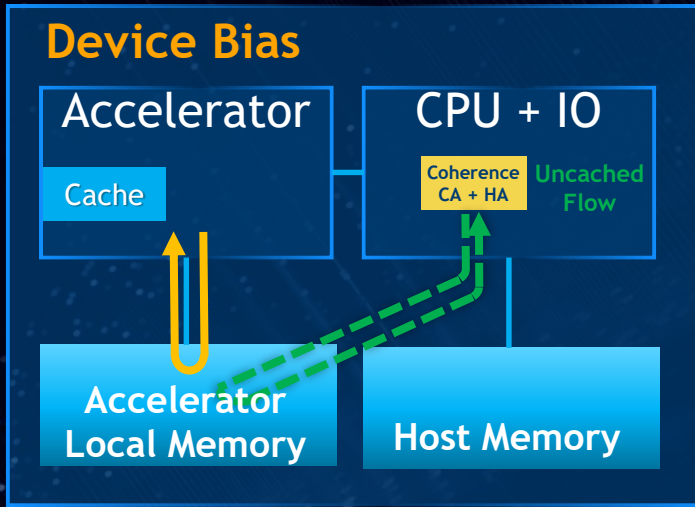 Device Bias
Accelerator
CPU + IO
Cache
Coherence
CA + HA
Uncached
Flow
Accelerator
Local Memory
Host Memory